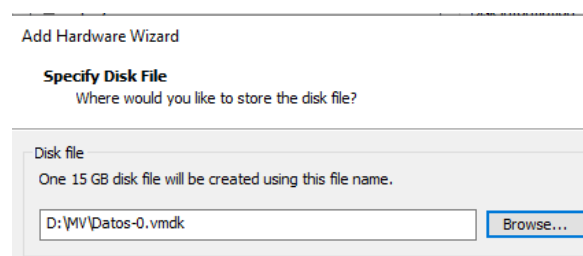 Add Hardware Wizard
Specify Disk File
Where would you like to store the disk file?
Disk file
One 15 GB disk file will be created using this file name.
D:\MV\Datos-0.vmdk
Browse...